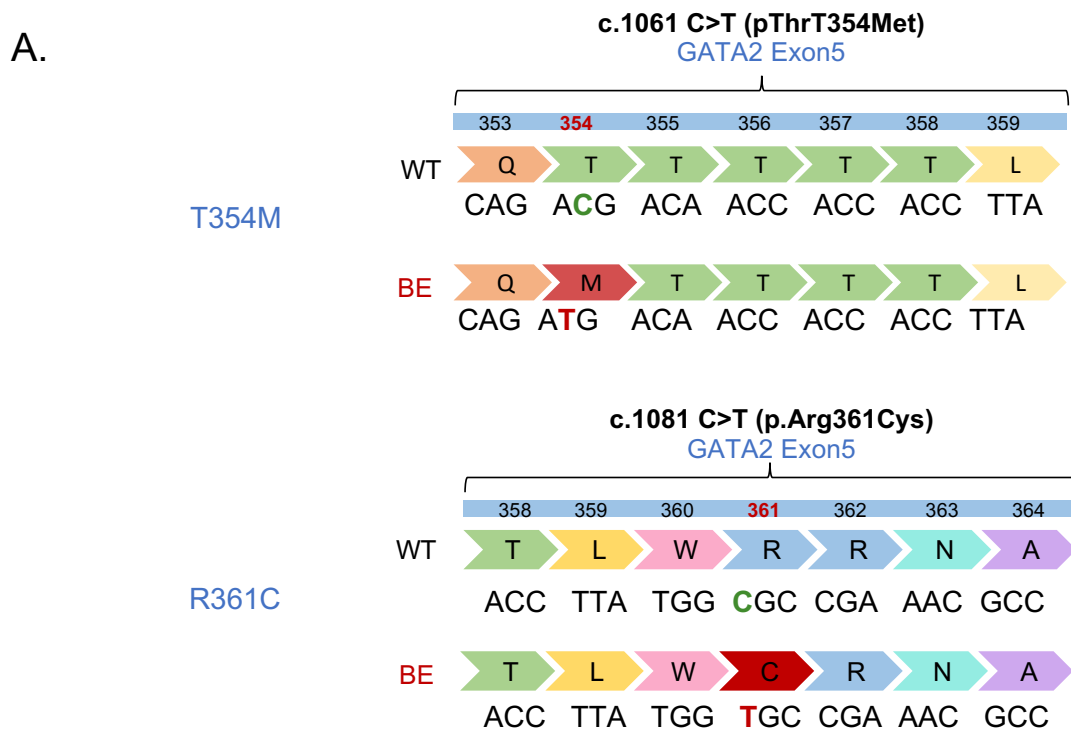 A.
c.1061 C>T (pThrT354Met)
GATA2 Exon5
353 354 355 356 357 358 359
WT Q T T T T T L
CAG ACG ACA ACC ACC ACC TTA
T354M
BE Q M T T T T L
CAG ATG ACA ACC ACC ACC TTA
c.1081 C>T (p.Arg361Cys)
GATA2 Exon5
358 359 360 361 362 363 364
WT T L W R R N A
ACC TTA TGG CGC CGA AAC GCC
R361C
BE T L W C R N A
ACC TTA TGG TGC CGA AAC GCC